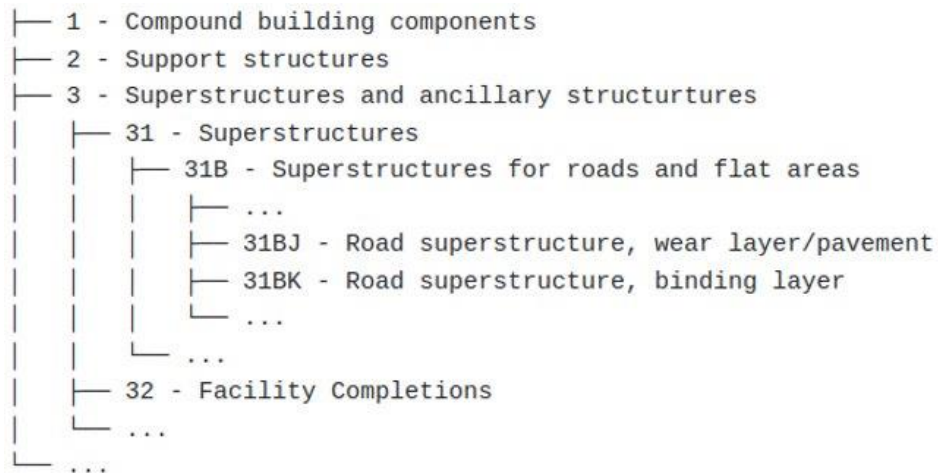 ├── 1 - Compound building components
├── 2 - Support structures
├── 3 - Superstructures and ancillary structurtures
│   ├── 31 - Superstructures
│   │   ├── 31B - Superstructures for roads and flat areas
│   │   │   ├── ...
│   │   │   ├── 31BJ - Road superstructure, wear layer/pavement
│   │   │   ├── 31BK - Road superstructure, binding layer
│   │   │   └── ...
│   │   └── ...
│   ├── 32 - Facility Completions
│   └── ...
└── ...